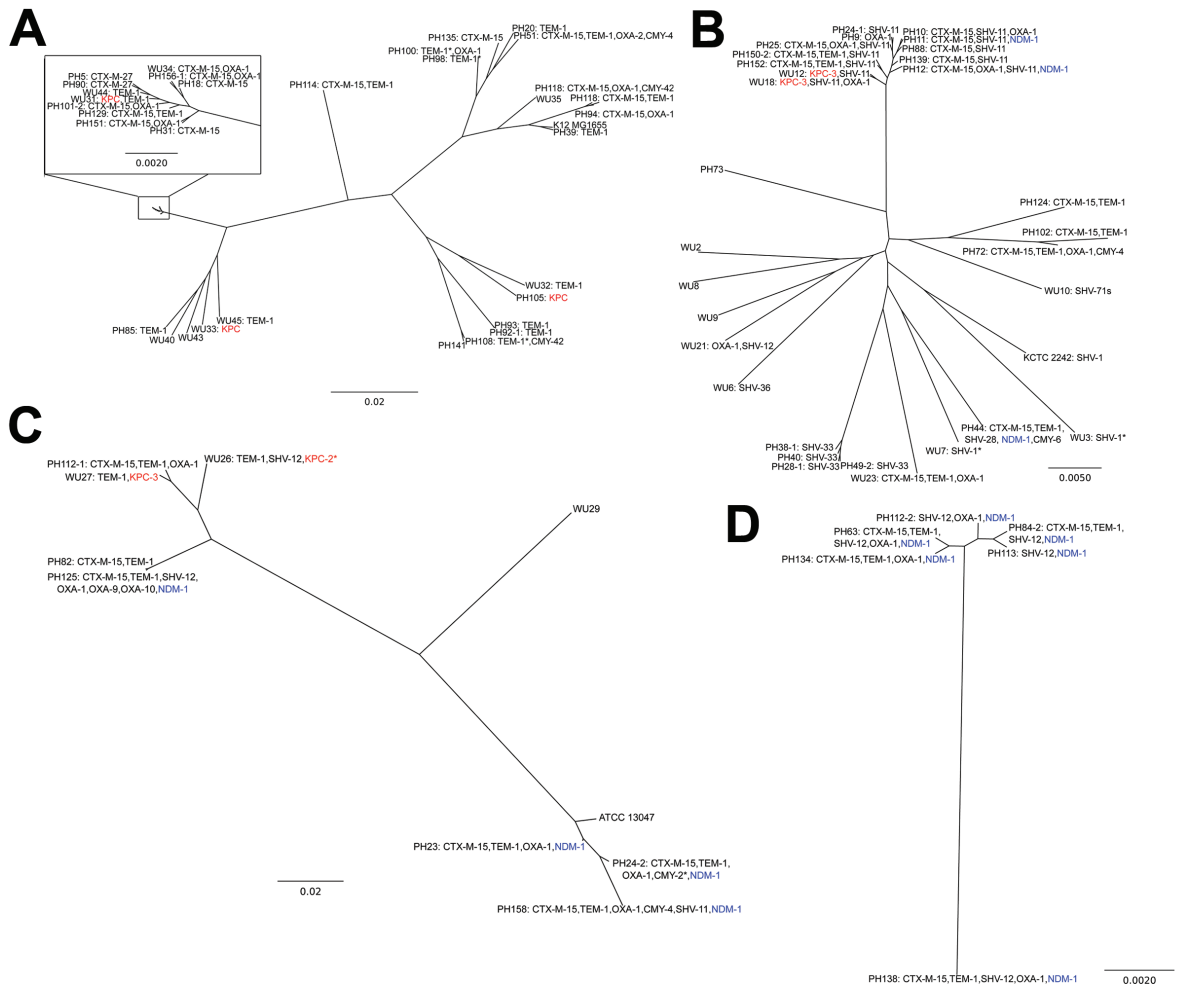 A
PH5: CTX-M-27
PH90: CTX-M-27
WU44: TEM-1
WU31: KPC,TEM-1
PH101-2: CTX-M-15,OXA-1
PH129: CTX-M-15,TEM-1
PH151: CTX-M-15,OXA-1
PH31: CTX-M-15
WU34: CTX-M-15,OXA-1
PH156-1: CTX-M-15,OXA-1
PH18: CTX-M-15
0.0020
PH114: CTX-M-15,TEM-1
PH135: CTX-M-15
PH100: TEM-1*,OXA-1
PH98: TEM-1*
PH20: TEM-1
PH51: CTX-M-15,TEM-1,OXA-2,CMY-4
PH118: CTX-M-15,OXA-1,CMY-42
WU35
PH118: CTX-M-15,TEM-1
PH94: CTX-M-15,OXA-1
K12 MG1655
PH39: TEM-1
WU32: TEM-1
PH105: KPC
PH93: TEM-1
PH92-1: TEM-1
PH108: TEM-1*,CMY-42
PH141
WU45: TEM-1
WU33: KPC
WU43
WU40
PH85: TEM-1
0.02
B
PH24-1: SHV-11
PH9: OXA-1
PH25: CTX-M-15,OXA-1,SHV-11
PH150-2: CTX-M-15,TEM-1,SHV-11
PH152: CTX-M-15,TEM-1,SHV-11
WU12: KPC-3,SHV-11
WU18: KPC-3,SHV-11,OXA-1
PH10: CTX-M-15,SHV-11,OXA-1
PH11: CTX-M-15,SHV-11,NDM-1
PH88: CTX-M-15,SHV-11
PH139: CTX-M-15,SHV-11
PH12: CTX-M-15,OXA-1,SHV-11,NDM-1
PH73
PH124: CTX-M-15,TEM-1
PH102: CTX-M-15,TEM-1
PH72: CTX-M-15,TEM-1,OXA-1,CMY-4
WU10: SHV-71s
WU2
WU8
WU9
WU21: OXA-1,SHV-12
WU6: SHV-36
KCTC 2242: SHV-1
WU3: SHV-1*
PH44: CTX-M-15,TEM-1,
SHV-28, NDM-1,CMY-6
WU7: SHV-1*
PH38-1: SHV-33
PH40: SHV-33
PH28-1: SHV-33
PH49-2: SHV-33
WU23: CTX-M-15,TEM-1,OXA-1
0.0050
C
PH112-1: CTX-M-15,TEM-1,OXA-1
WU27: TEM-1,KPC-3
WU26: TEM-1,SHV-12,KPC-2*
PH82: CTX-M-15,TEM-1
PH125: CTX-M-15,TEM-1,SHV-12,
OXA-1,OXA-9,OXA-10,NDM-1
WU29
ATCC 13047
PH23: CTX-M-15,TEM-1,OXA-1,NDM-1
PH24-2: CTX-M-15,TEM-1,
OXA-1,CMY-2*,NDM-1
PH158: CTX-M-15,TEM-1,OXA-1,CMY-4,SHV-11,NDM-1
0.02
D
PH112-2: SHV-12,OXA-1,NDM-1
PH63: CTX-M-15,TEM-1,
SHV-12,OXA-1,NDM-1
PH134: CTX-M-15,TEM-1,OXA-1,NDM-1
PH84-2: CTX-M-15,TEM-1,
SHV-12,NDM-1
PH113: SHV-12,NDM-1
PH138: CTX-M-15,TEM-1,SHV-12,OXA-1,NDM-1
0.0020